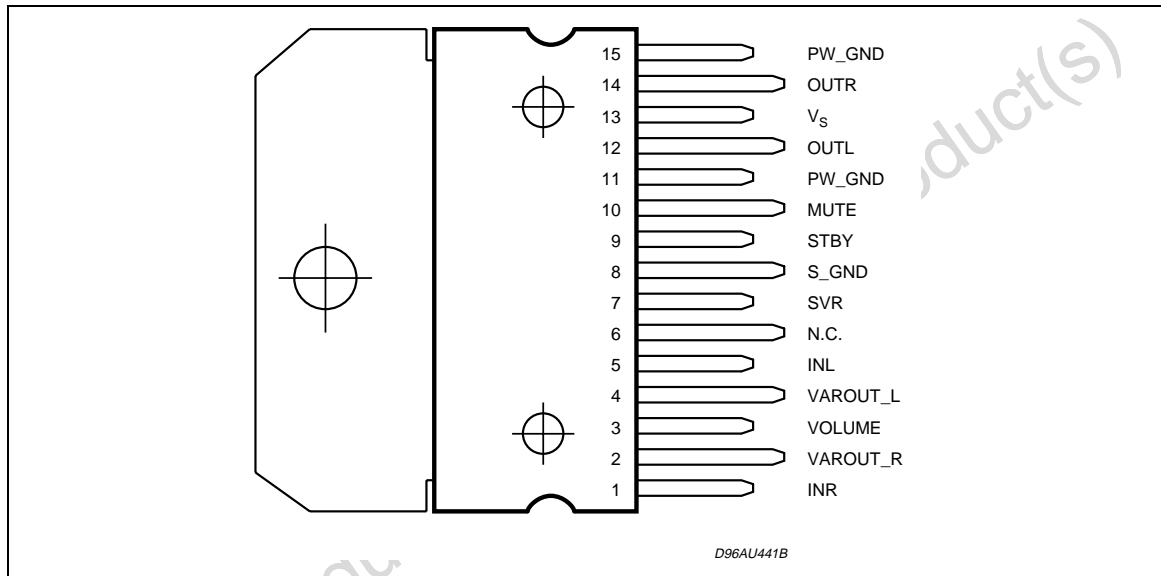 15 PW_GND
14 OUTR
13 VS
12 OUTL
11 PW_GND
10 MUTE
9 STBY
8 S_GND
7 SVR
6 N.C.
5 INL
4 VAROUT_L
3 VOLUME
2 VAROUT_R
1 INR
D96AU441B